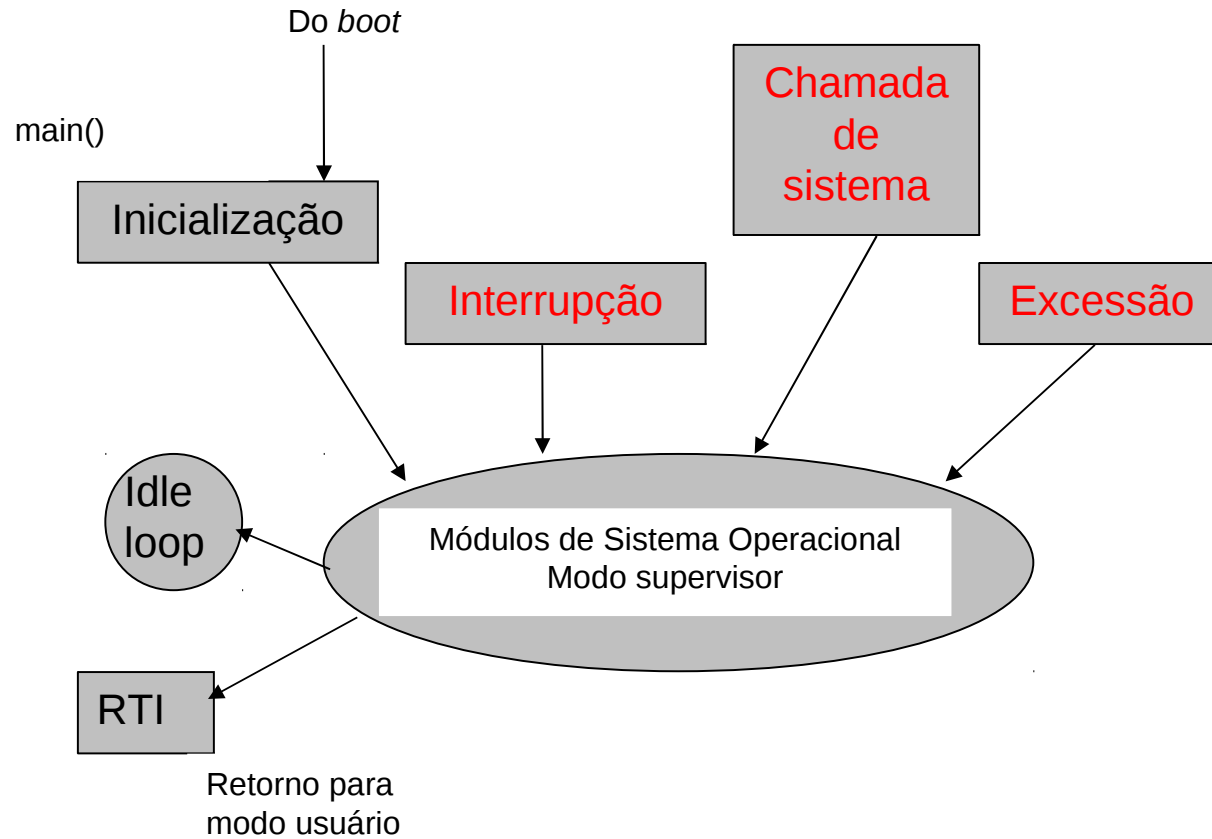 Do boot
main()
Inicialização
Chamada
de
sistema
Interrupção
Excessão
Idle
loop
Módulos de Sistema Operacional
Modo supervisor
RTI
Retorno para
modo usuário